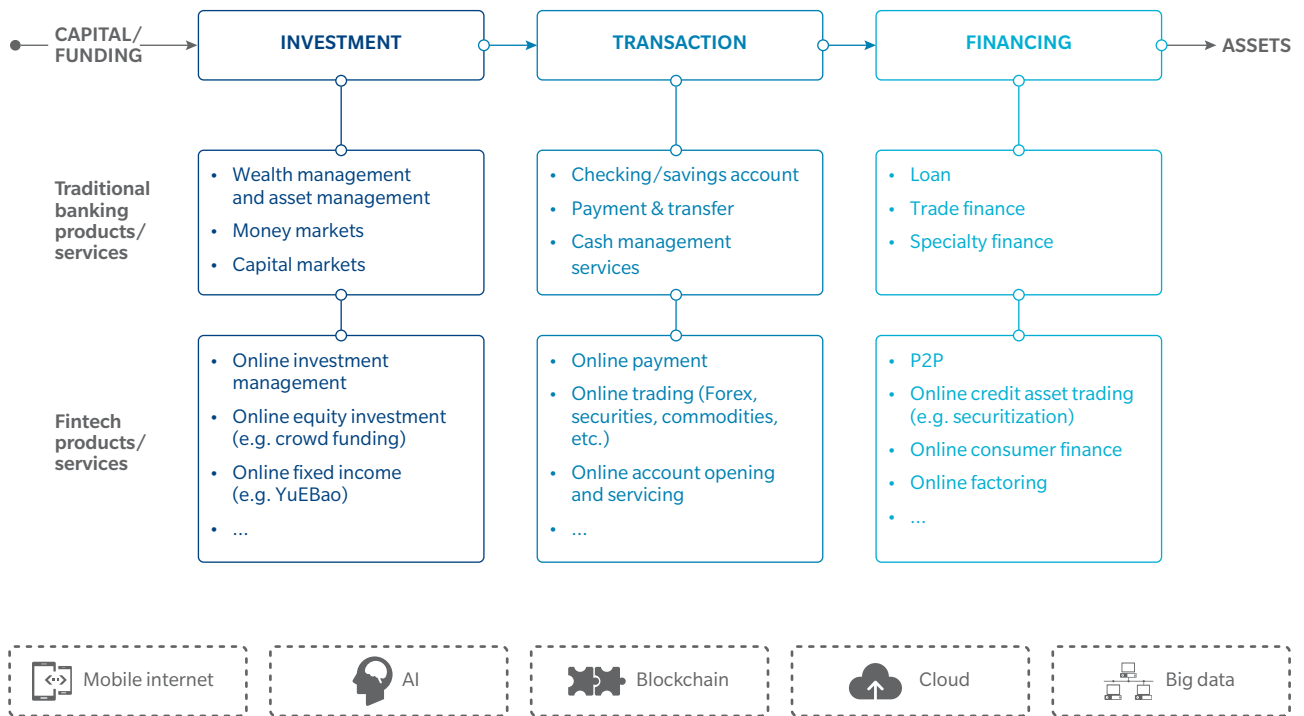 CAPITAL/
FUNDING
INVESTMENT
TRANSACTION
FINANCING
ASSETS
Traditional
banking
products/
services
• Wealth management
and asset management
• Money markets
• Capital markets
• Checking/savings account
• Payment & transfer
• Cash management
services
• Loan
• Trade finance
• Specialty finance
Fintech
products/
services
• Online investment
management
• Online equity investment
(e.g. crowd funding)
• Online fixed income
(e.g. YuEBao)
• ...
• Online payment
• Online trading (Forex,
securities, commodities,
etc.)
• Online account opening
and servicing
• ...
• P2P
• Online credit asset trading
(e.g. securitization)
• Online consumer finance
• Online factoring
• ...
Mobile internet
AI
Blockchain
Cloud
Big data